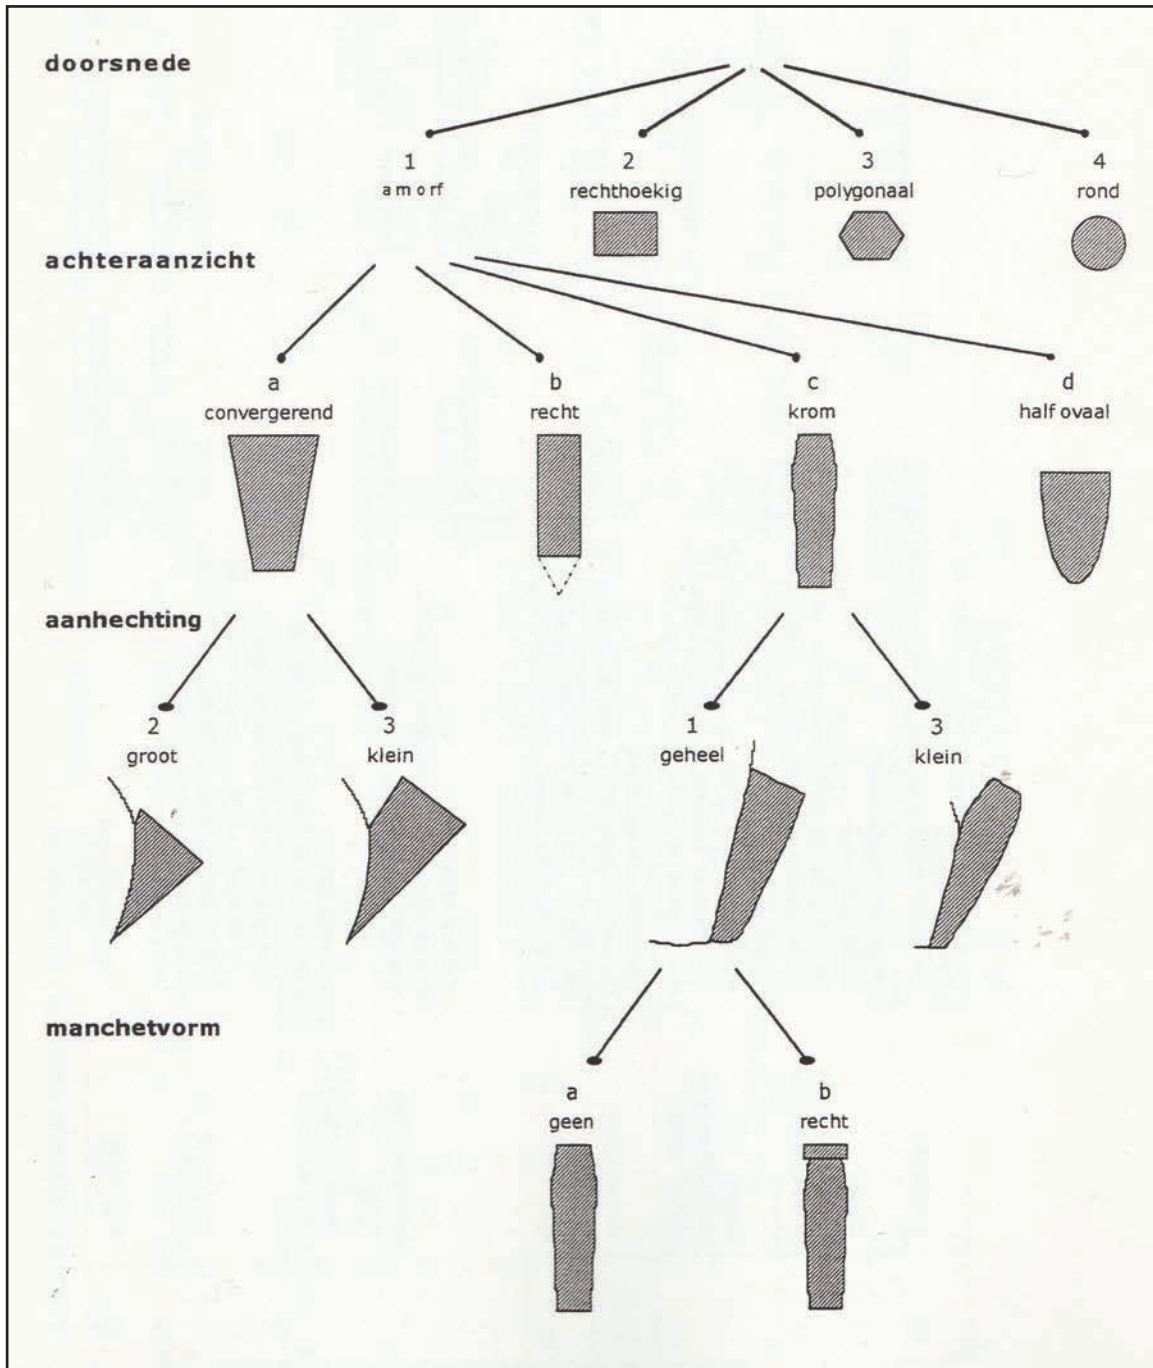 doorsnede
1 2 3 4
amorf rechthoekig polygonaal rond
achteraanzicht
a b c d
convergerend recht krom half ovaal
aanhechting
2 3 1 3
groot klein geheel klein
manchetvorm
a b
geen recht